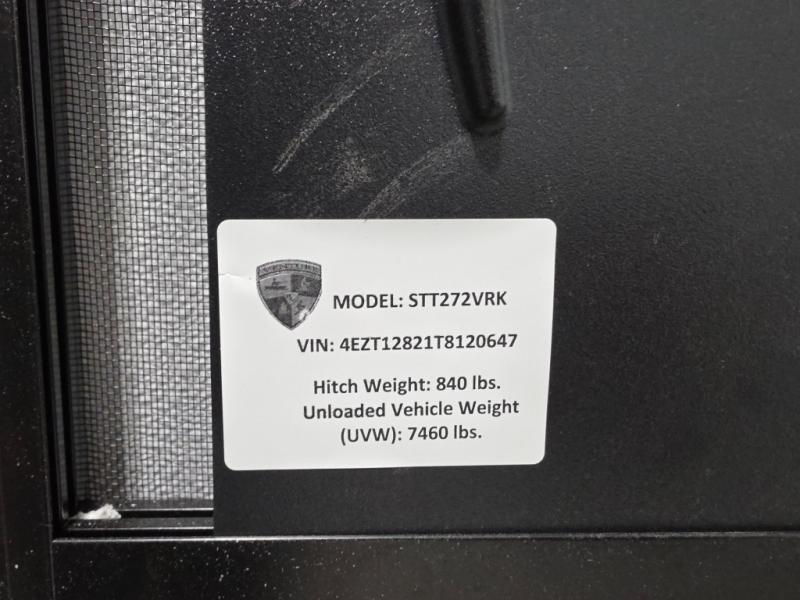 MODEL: STT272VRK
VIN: 4EZT12821T8120647
Hitch Weight: 840 lbs.
Unloaded Vehicle Weight
(UVW): 7460 lbs.